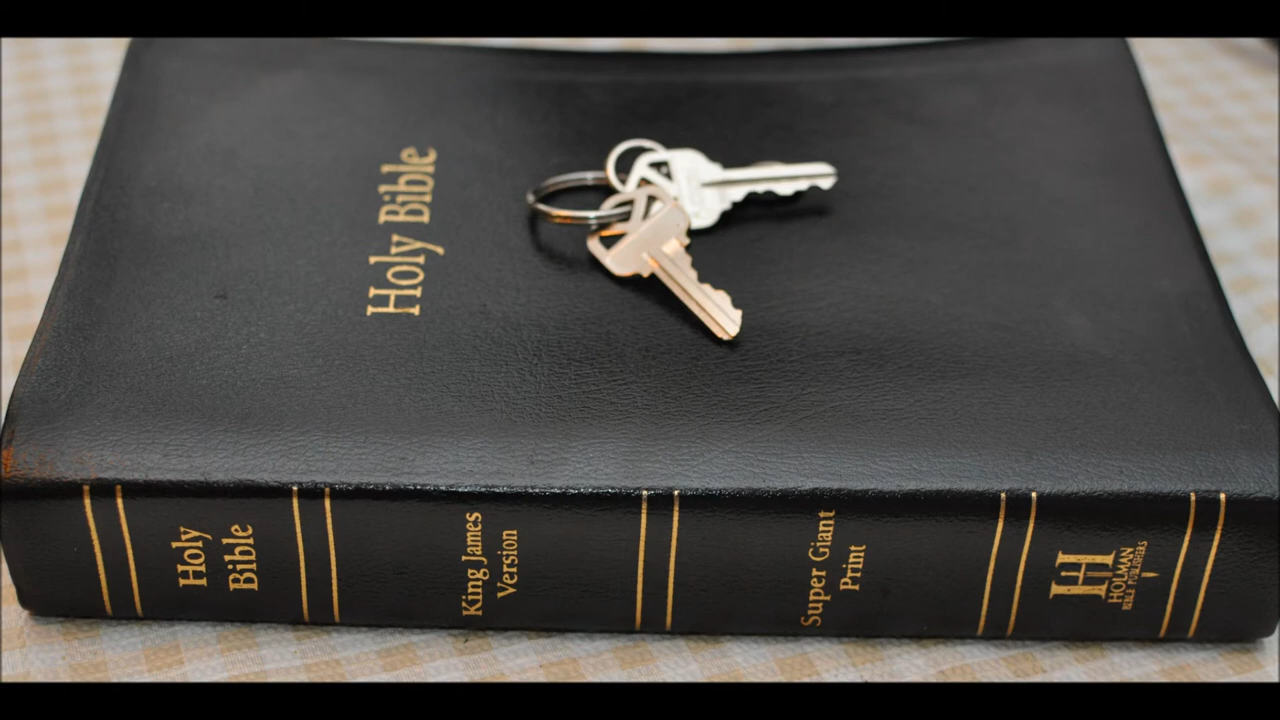 Holy Bible
Holy
Bible
King James
Version
Super Giant
Print
HOLMAN
BIBLE PUBLISHERS